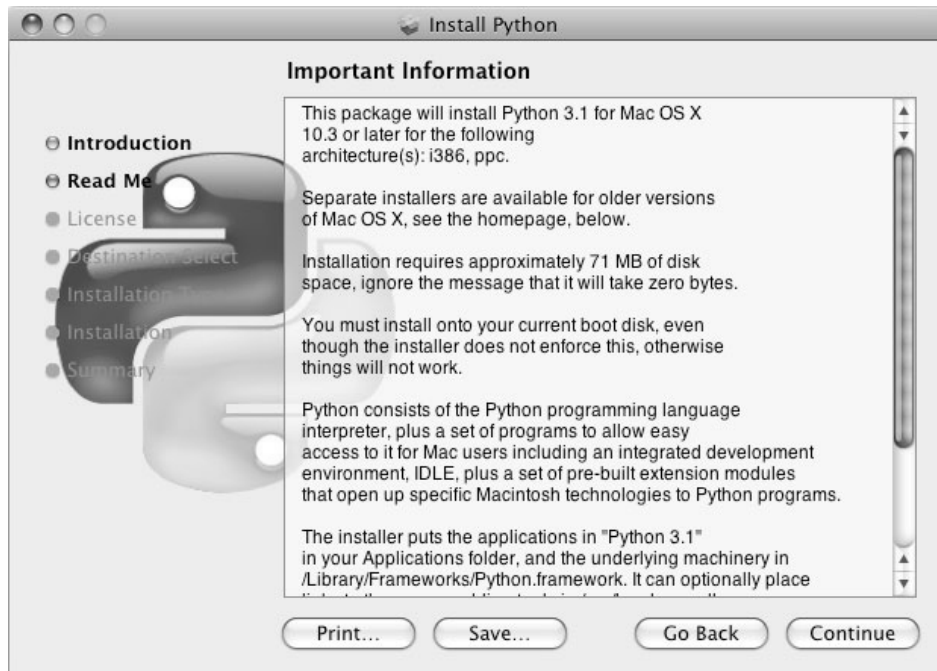 Install Python
Important Information
Introduction
Read Me
License
Destination Select
Installation
Installation
Summary
This package will install Python 3.1 for Mac OS X
10.3 or later for the following
architecture(s): i386, ppc.
Separate installers are available for older versions
of Mac OS X, see the homepage, below.
Installation requires approximately 71 MB of disk
space, ignore the message that it will take zero bytes.
You must install onto your current boot disk, even
though the installer does not enforce this, otherwise
things will not work.
Python consists of the Python programming language
interpreter, plus a set of programs to allow easy
access to it for Mac users including an integrated development
environment, IDLE, plus a set of pre-built extension modules
that open up specific Macintosh technologies to Python programs.
The installer puts the applications in "Python 3.1"
in your Applications folder, and the underlying machinery in
/Library/Frameworks/Python.framework. It can optionally place
Print...
Save...
Go Back
Continue